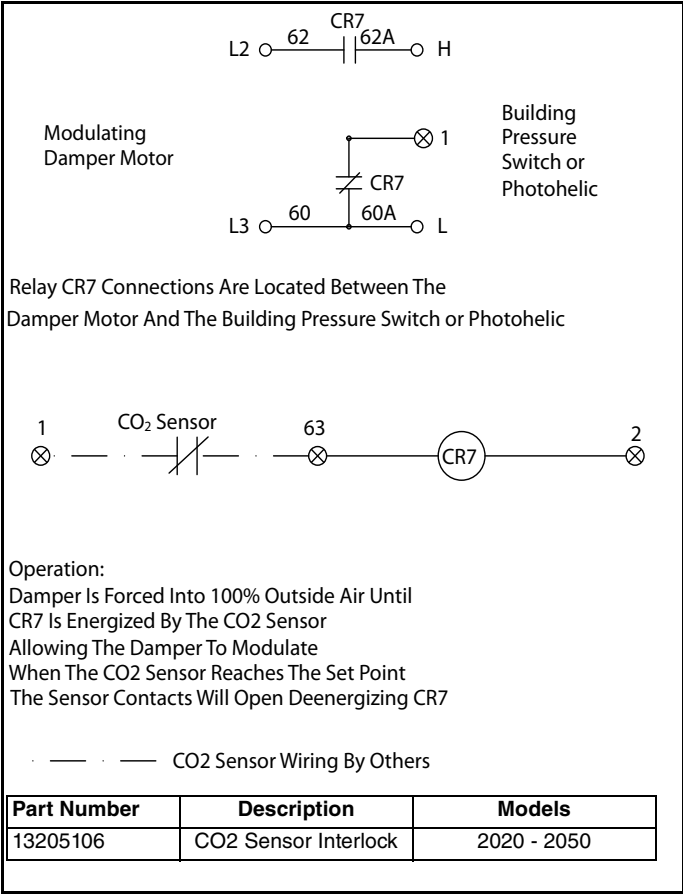 CR7
L2 62 62A H
Modulating
Damper Motor
Building
Pressure
Switch or
Photohelic
1
CR7
L3 60 60A L
Relay CR7 Connections Are Located Between The
Damper Motor And The Building Pressure Switch or Photohelic
1 CO₂ Sensor 63 2
CR7
Operation:
Damper Is Forced Into 100% Outside Air Until
CR7 Is Energized By The CO2 Sensor
Allowing The Damper To Modulate
When The CO2 Sensor Reaches The Set Point
The Sensor Contacts Will Open Deenergizing CR7
CO2 Sensor Wiring By Others
Part Number Description Models
13205106 CO2 Sensor Interlock 2020 - 2050